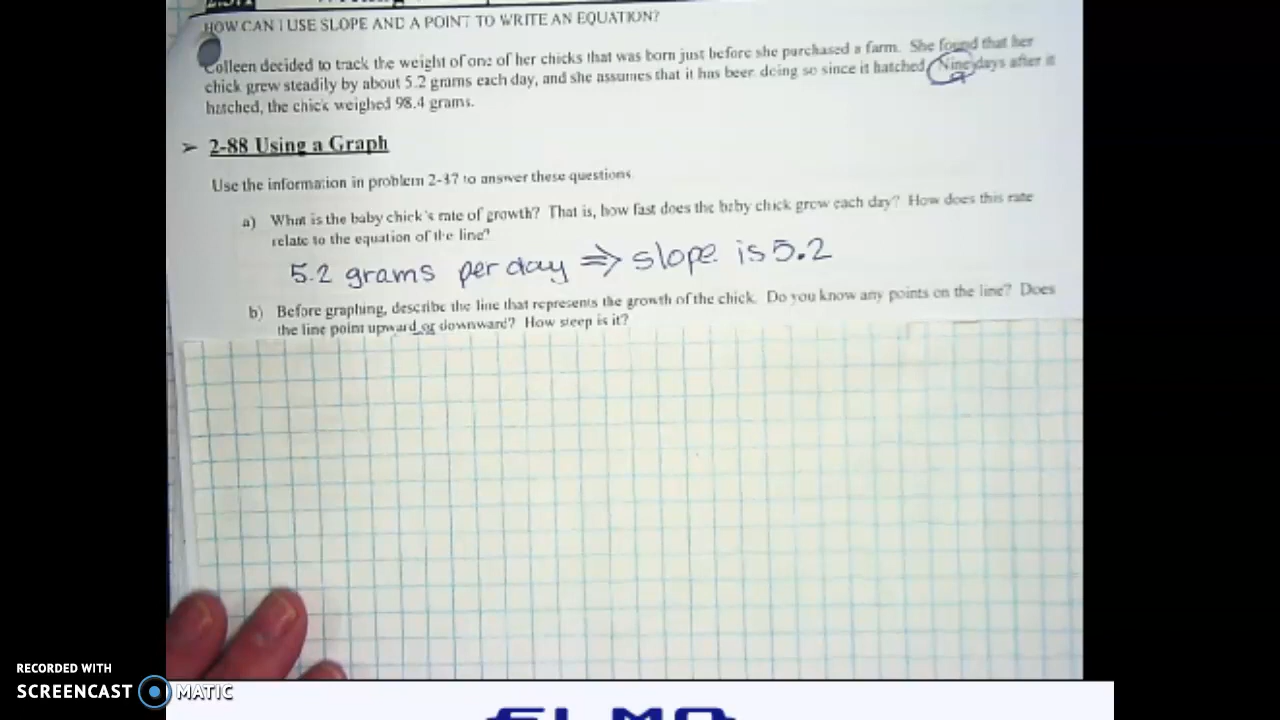 HOW CAN I USE SLOPE AND A POINT TO WRITE AN EQUATION?
Colleen decided to track the weight of one of her chicks that was born just before she purchased a farm. She found that her
chick grew steadily by about 5.2 grams each day, and she assumes that it has been doing so since it hatched. Nine days after it
hatched, the chick weighed 98.4 grams.
➢ 2-88 Using a Graph
Use the information in problem to answer these questions.
a) What is the baby chick's rate of growth? That is, how fast does the baby chick grow each day? How does this rate
relate to the equation of the line?
5.2 grams per day ⇒ slope is 5.2
b) Before graphing, describe the line that represents the growth of the chick. Do you know any points on the line? Does
the line point upward or downward? How steep is it?
RECORDED WITH
SCREENCAST MATIC
ELMO